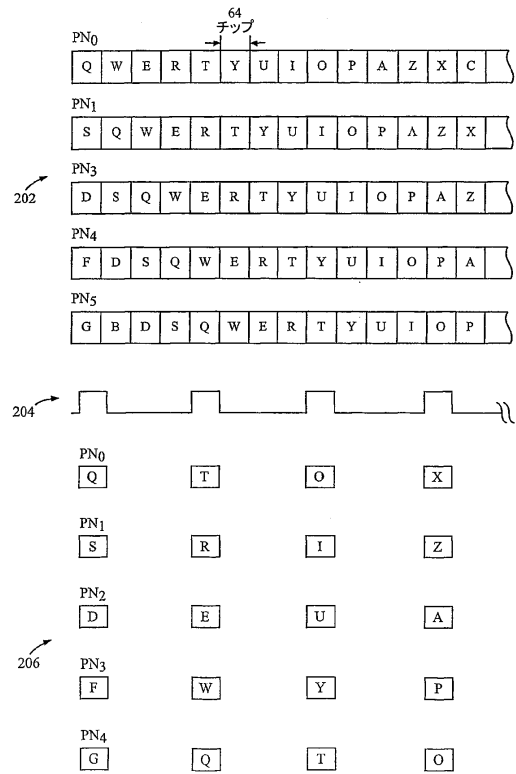 64
チップ
PN0
Q W E R T Y U I O P A Z X C
PN1
S Q W E R T Y U I O P A Z X
202
PN3
D S Q W E R T Y U I O P A Z
PN4
F D S Q W E R T Y U I O P A
PN5
G B D S Q W E R T Y U I O P
204
PN0
Q T O X
PN1
S R I Z
PN2
D E U A
206
PN3
F W Y P
PN4
G Q T O